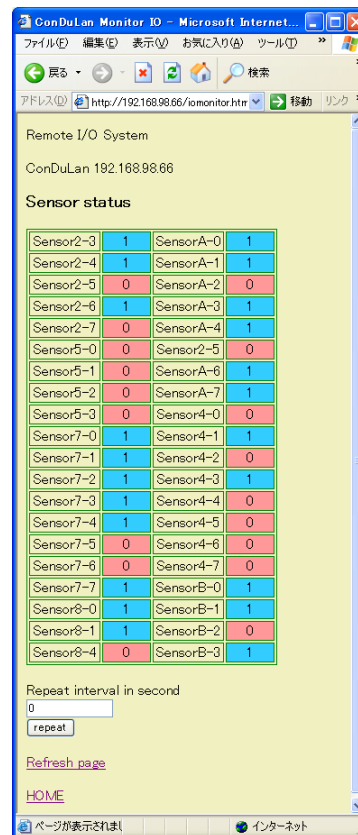 ConDuLan Monitor IO - Microsoft Internet...
ファイル(F) 編集(E) 表示(V) お気に入り(A) ツール(T) »
戻る 検索
アドレス(D) http://192.168.98.66/iomonitor.htm 移動 リンク
Remote I/O System
ConDuLan 192.168.98.66
Sensor status
Sensor2-3 1 SensorA-0 1
Sensor2-4 1 SensorA-1 1
Sensor2-5 0 SensorA-2 0
Sensor2-6 1 SensorA-3 1
Sensor2-7 0 SensorA-4 1
Sensor5-0 0 Sensor2-5 0
Sensor5-1 0 SensorA-6 1
Sensor5-2 0 SensorA-7 1
Sensor5-3 0 Sensor4-0 0
Sensor7-0 1 Sensor4-1 1
Sensor7-1 1 Sensor4-2 0
Sensor7-2 1 Sensor4-3 1
Sensor7-3 1 Sensor4-4 0
Sensor7-4 1 Sensor4-5 0
Sensor7-5 0 Sensor4-6 0
Sensor7-6 0 Sensor4-7 0
Sensor7-7 1 SensorB-0 1
Sensor8-0 1 SensorB-1 1
Sensor8-1 1 SensorB-2 0
Sensor8-4 0 SensorB-3 1
Repeat interval in second
0
repeat
Refresh page
HOME
ページが表示されまし インターネット